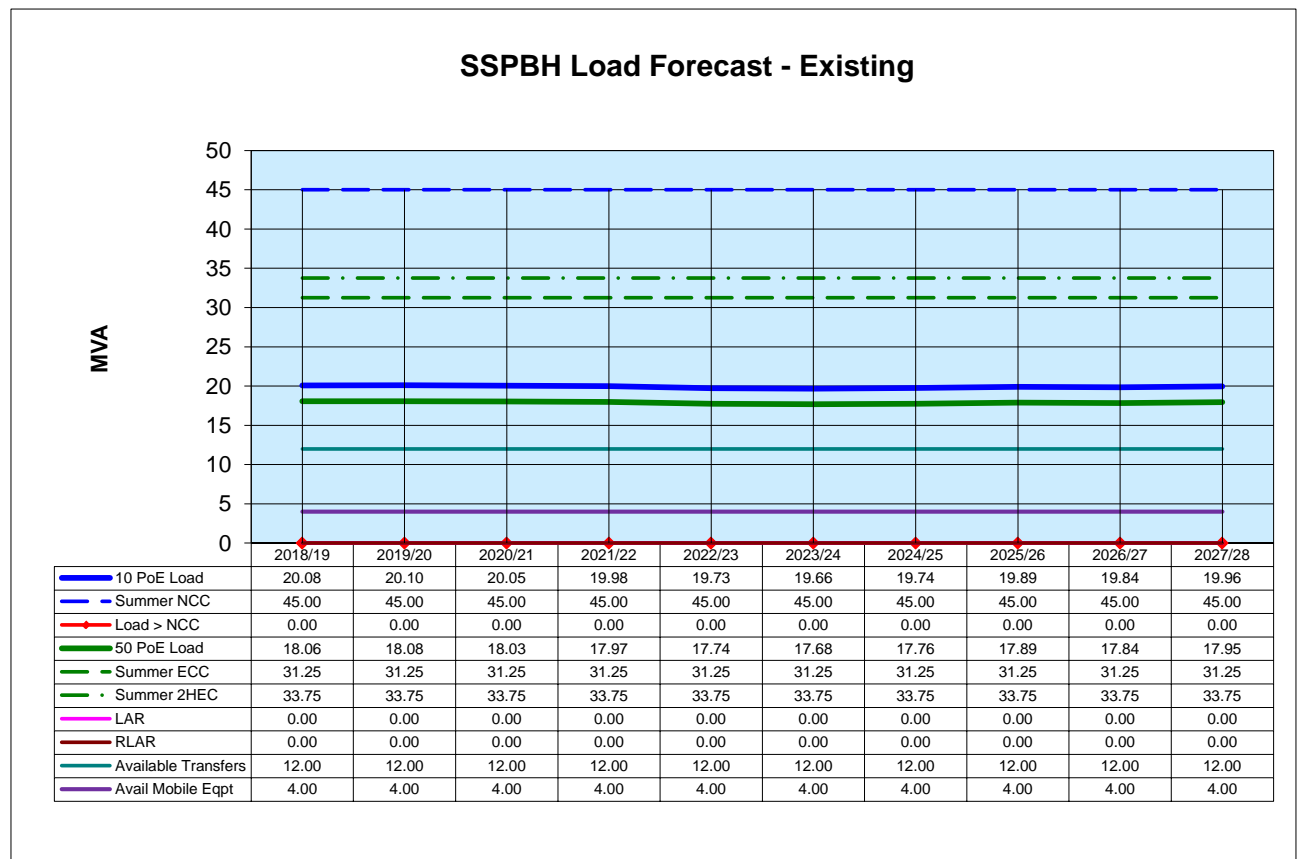 SSPBH Load Forecast - Existing
MVA
50
45
40
35
30
25
20
15
10
5
0
2018/19 2019/20 2020/21 2021/22 2022/23 2023/24 2024/25 2025/26 2026/27 2027/28
10 PoE Load 20.08 20.10 20.05 19.98 19.73 19.66 19.74 19.89 19.84 19.96
Summer NCC 45.00 45.00 45.00 45.00 45.00 45.00 45.00 45.00 45.00 45.00
Load > NCC 0.00 0.00 0.00 0.00 0.00 0.00 0.00 0.00 0.00 0.00
50 PoE Load 18.06 18.08 18.03 17.97 17.74 17.68 17.76 17.89 17.84 17.95
Summer ECC 31.25 31.25 31.25 31.25 31.25 31.25 31.25 31.25 31.25 31.25
Summer 2HEC 33.75 33.75 33.75 33.75 33.75 33.75 33.75 33.75 33.75 33.75
LAR 0.00 0.00 0.00 0.00 0.00 0.00 0.00 0.00 0.00 0.00
RLAR 0.00 0.00 0.00 0.00 0.00 0.00 0.00 0.00 0.00 0.00
Available Transfers 12.00 12.00 12.00 12.00 12.00 12.00 12.00 12.00 12.00 12.00
Avail Mobile Eqpt 4.00 4.00 4.00 4.00 4.00 4.00 4.00 4.00 4.00 4.00